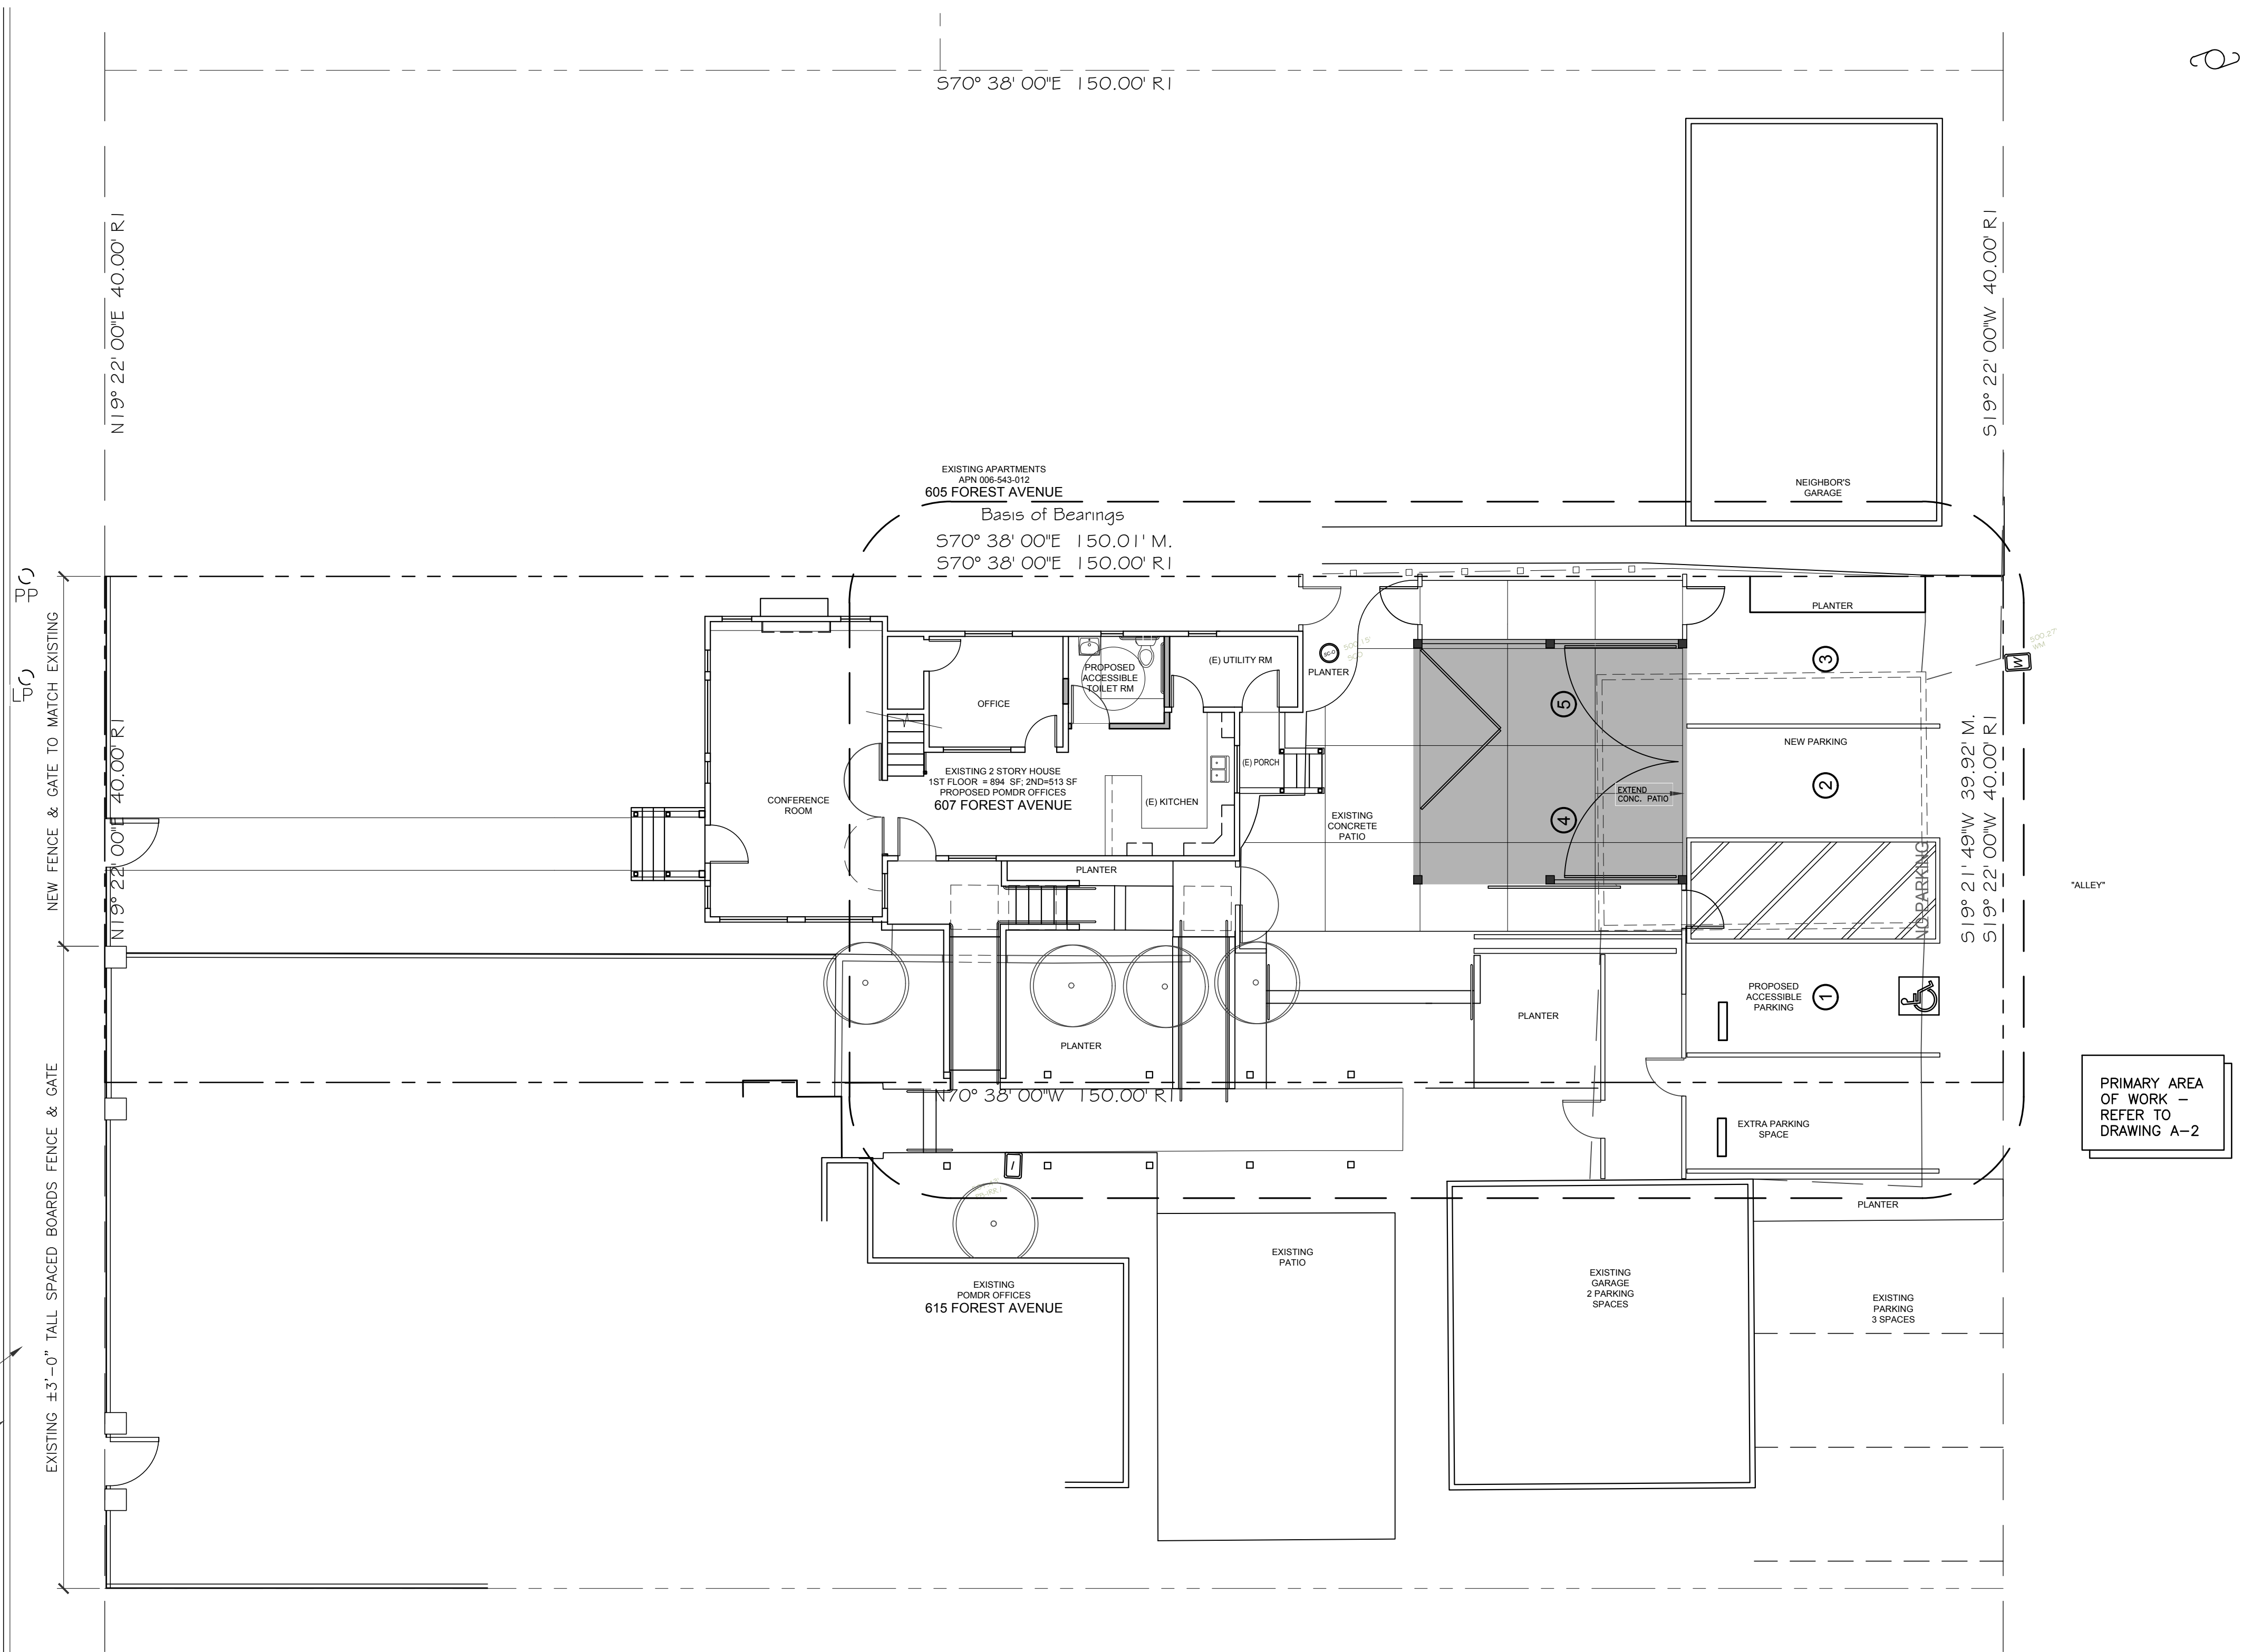 S70° 38' 00"E 150.00' R1
N19° 22' 00"E 40.00' R1
S19° 22' 00"W 40.00' R1
EXISTING APARTMENTS
APN 006-543-012
605 FOREST AVENUE
NEIGHBOR'S
GARAGE
Basis of Bearings
S70° 38' 00"E 150.01' M.
S70° 38' 00"E 150.00' R1
PP
LP
NEW FENCE & GATE TO MATCH EXISTING
N19° 22' 00"E 40.00' R1
CONFERENCE
ROOM
OFFICE
PROPOSED
ACCESSIBLE
TOILET RM
(E) UTILITY RM
EXISTING 2 STORY HOUSE
1ST FLOOR = 894 SF; 2ND=513 SF
PROPOSED POMDR OFFICES
607 FOREST AVENUE
(E) KITCHEN
(E) PORCH
PLANTER
SC-O
500.15'
SCO
PLANTER
EXISTING
CONCRETE
PATIO
5
4
EXTEND
CONC. PATIO
PLANTER
3
NEW PARKING
2
NO PARKING
PROPOSED
ACCESSIBLE
PARKING
1
EXTRA PARKING
SPACE
W
500.27'
WM
S19° 21' 49"W 39.92' M.
S19° 22' 00"W 40.00' R1
"ALLEY"
PLANTER
PLANTER
N70° 38' 00"W 150.00' R1
PRIMARY AREA
OF WORK –
REFER TO
DRAWING A–2
EXISTING ±3'–0" TALL SPACED BOARDS FENCE & GATE
I
EXISTING
POMDR OFFICES
615 FOREST AVENUE
EXISTING
PATIO
EXISTING
GARAGE
2 PARKING
SPACES
PLANTER
EXISTING
PARKING
3 SPACES